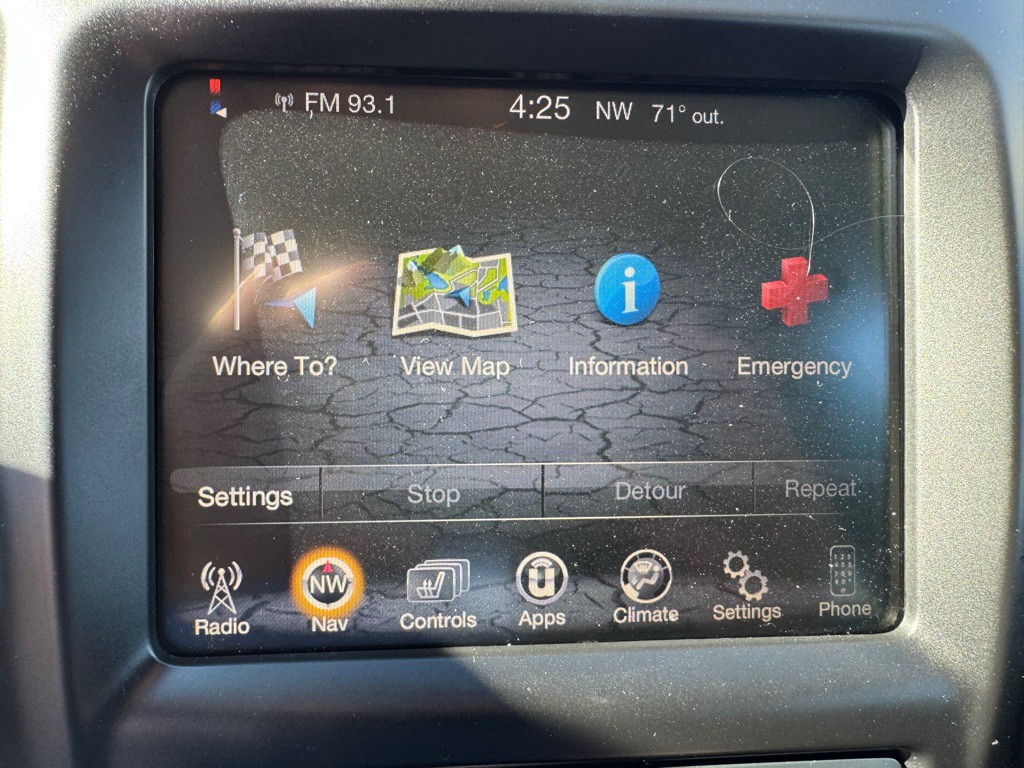 FM 93.1 4:25 NW 71° out.
Where To? View Map Information Emergency
Settings Stop Detour Repeat
NW
Radio Nav Controls Apps Climate Settings Phone